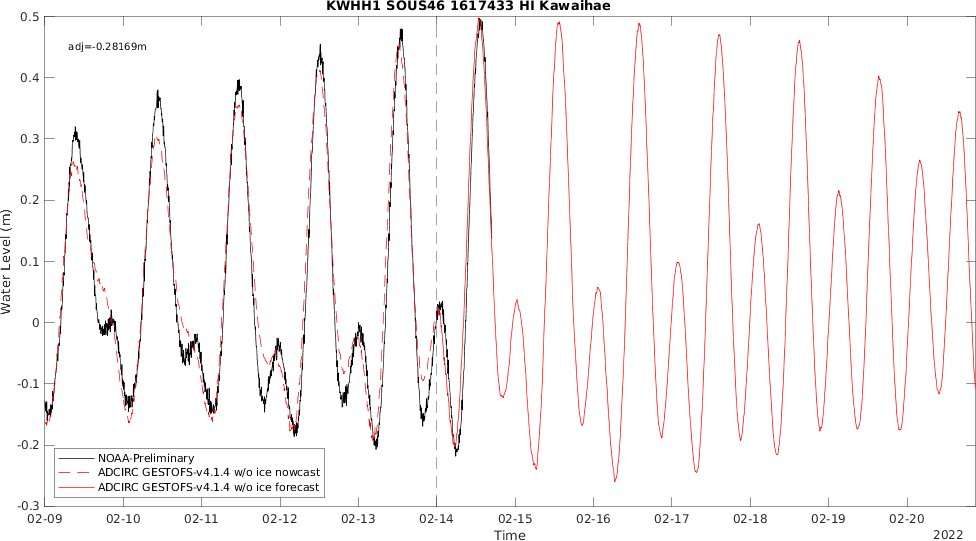 KWHH1 SOUS46 1617433 HI Kawaihae
adj=-0.28169m
0.5
0.4
0.3
0.2
0.1
0
-0.1
-0.2
-0.3
Water Level (m)
NOAA-Preliminary
ADCIRC GESTOFS-v4.1.4 w/o ice nowcast
ADCIRC GESTOFS-v4.1.4 w/o ice forecast
02-09 02-10 02-11 02-12 02-13 02-14 02-15 02-16 02-17 02-18 02-19 02-20
Time
2022